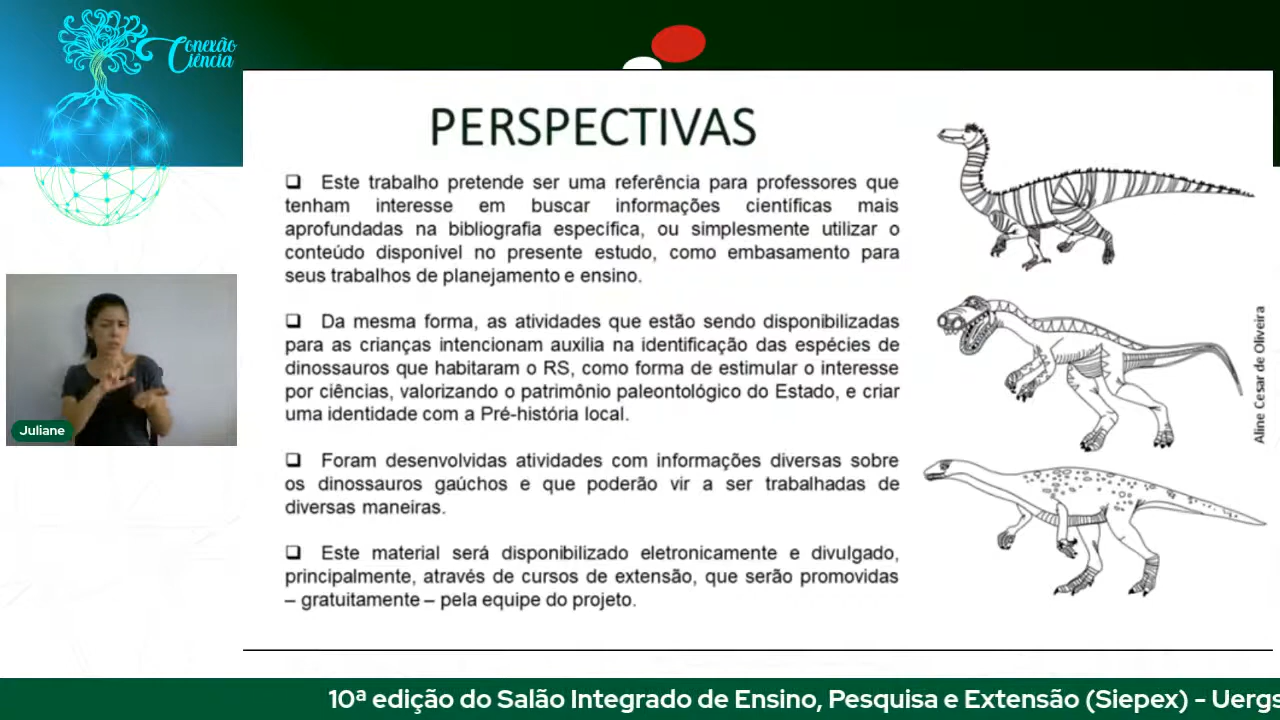 Conexão
Ciência
PERSPECTIVAS
Este trabalho pretende ser uma referência para professores que
tenham interesse em buscar informações científicas mais
aprofundadas na bibliografia específica, ou simplesmente utilizar o
conteúdo disponível no presente estudo, como embasamento para
seus trabalhos de planejamento e ensino.
Da mesma forma, as atividades que estão sendo disponibilizadas
para as crianças intencionam auxilia na identificação das espécies de
dinossauros que habitaram o RS, como forma de estimular o interesse
por ciências, valorizando o patrimônio paleontológico do Estado, e criar
uma identidade com a Pré-história local.
Foram desenvolvidas atividades com informações diversas sobre
os dinossauros gaúchos e que poderão vir a ser trabalhadas de
diversas maneiras.
Este material será disponibilizado eletronicamente e divulgado,
principalmente, através de cursos de extensão, que serão promovidas
– gratuitamente – pela equipe do projeto.
Aline Cesar de Oliveira
Juliane
10ª edição do Salão Integrado de Ensino, Pesquisa e Extensão (Siepex) - Uergs